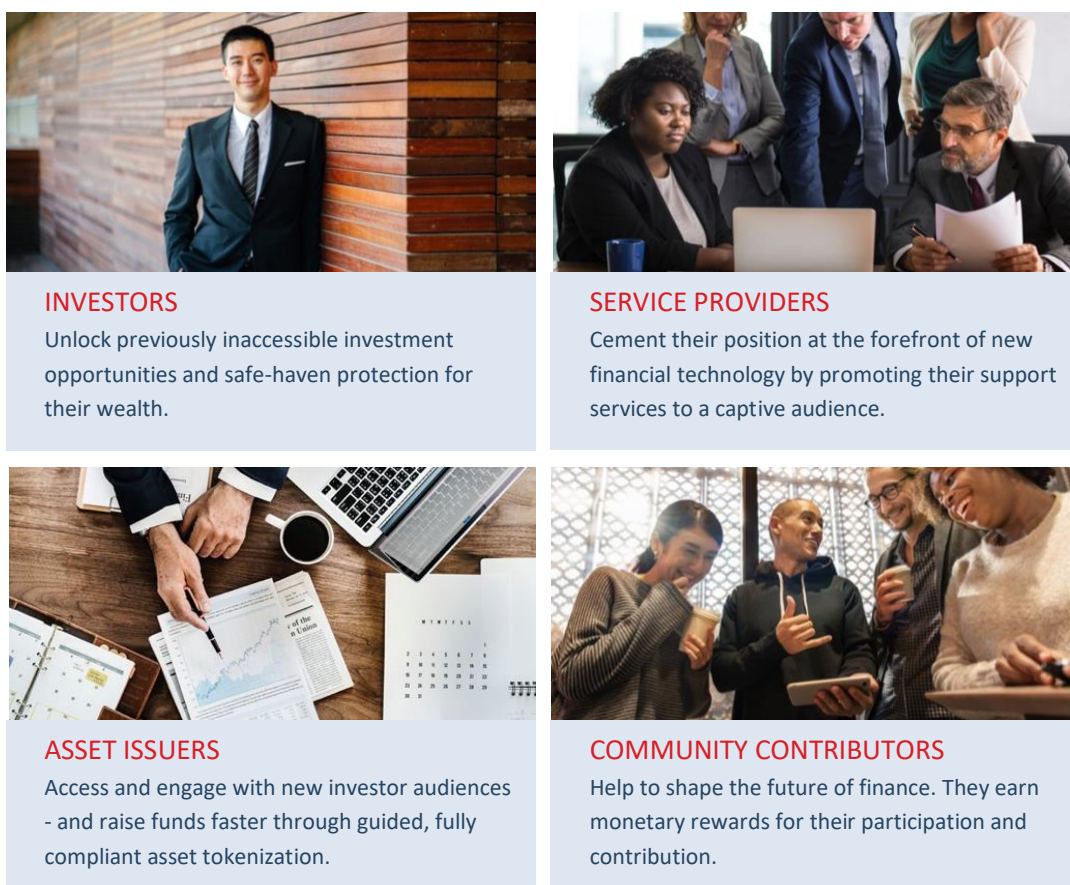 INVESTORS
Unlock previously inaccessible investment
opportunities and safe-haven protection for
their wealth.
SERVICE PROVIDERS
Cement their position at the forefront of new
financial technology by promoting their support
services to a captive audience.
ASSET ISSUERS
Access and engage with new investor audiences
- and raise funds faster through guided, fully
compliant asset tokenization.
COMMUNITY CONTRIBUTORS
Help to shape the future of finance. They earn
monetary rewards for their participation and
contribution.